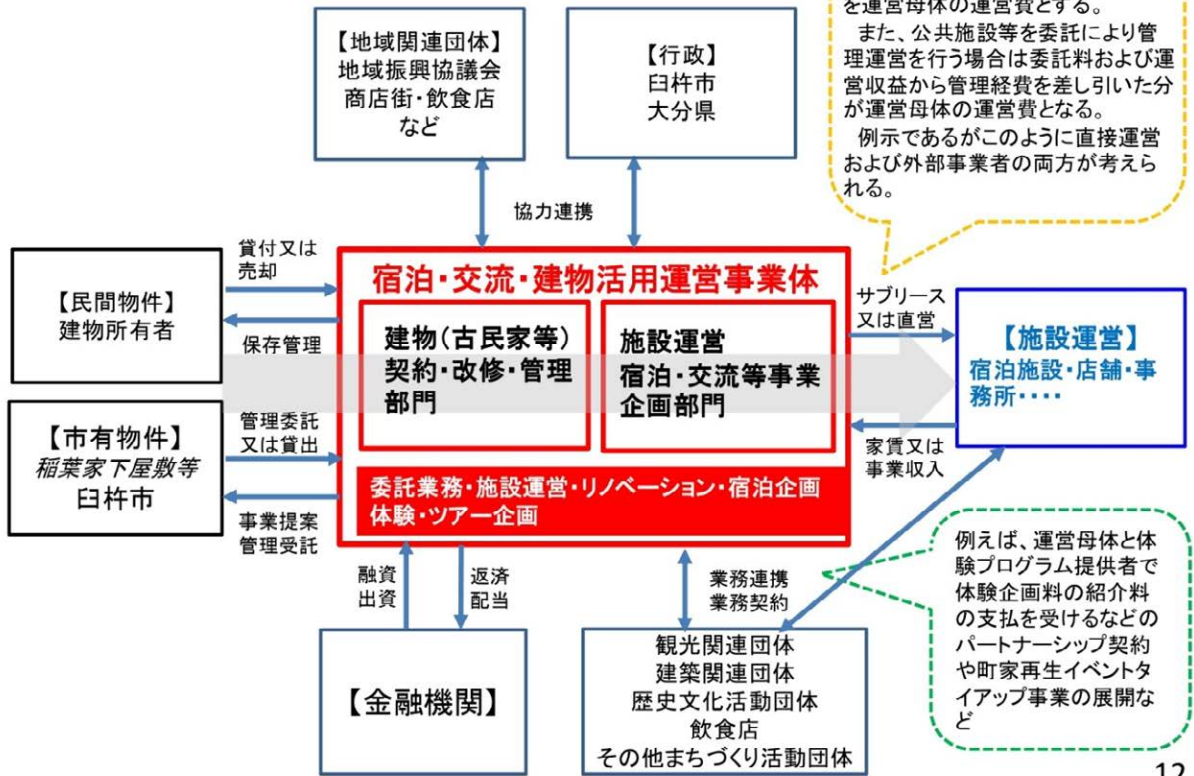 を運営母体の運営費とする。
また、公共施設等を委託により管
理運営を行う場合は委託料および運
営収益から管理経費を差し引いた分
が運営母体の運営費となる。
例示であるがこのように直接運営
および外部事業者の両方が考えら
れる。
【地域関連団体】
地域振興協議会
商店街・飲食店
など
【行政】
臼杵市
大分県
協力連携
【民間物件】
建物所有者
貸付又は
売却
保存管理
【市有物件】
稲葉家下屋敷等
臼杵市
管理委託
又は貸出
事業提案
管理受託
宿泊・交流・建物活用運営事業体
建物(古民家等)
契約・改修・管理
部門
施設運営
宿泊・交流等事業
企画部門
委託業務・施設運営・リノベーション・宿泊企画
体験・ツアー企画
サブリース
又は直営
家賃又は
事業収入
【施設運営】
宿泊施設・店舗・事
務所・・・・
融資
出資
返済
配当
【金融機関】
業務連携
業務契約
観光関連団体
建築関連団体
歴史文化活動団体
飲食店
その他まちづくり活動団体
例えば、運営母体と体
験プログラム提供者で
体験企画料の紹介料
の支払を受けるなどの
パートナーシップ契約
や町家再生イベントタ
イアップ事業の展開な
ど
12